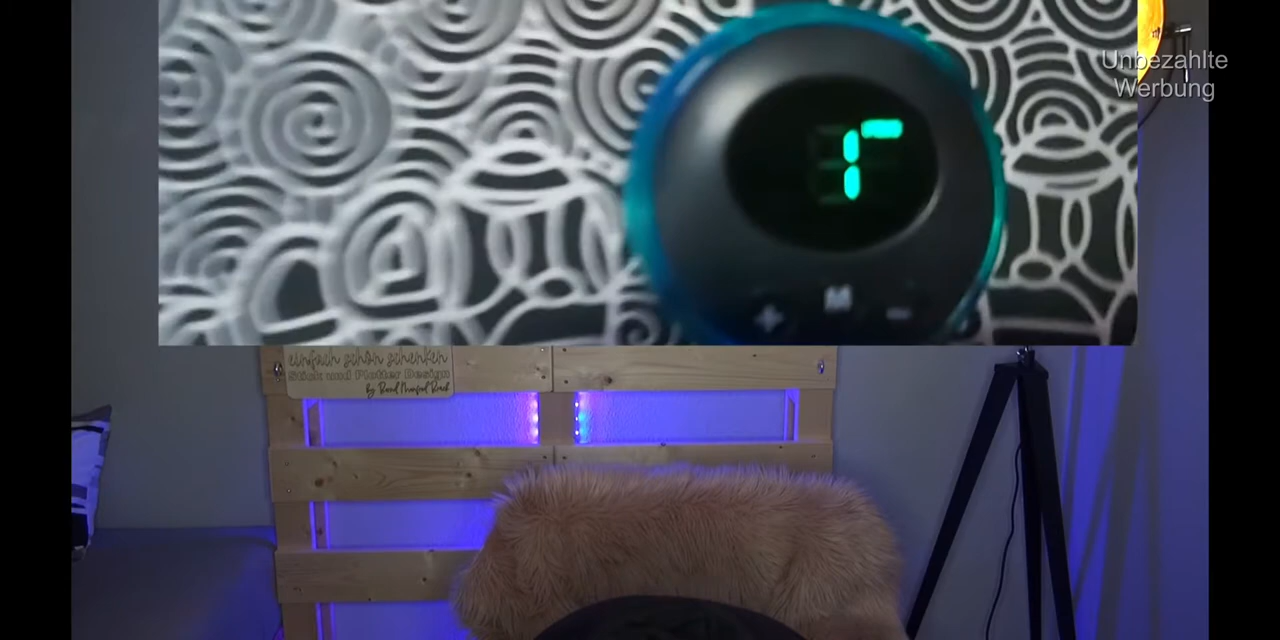 Unbezahlte
Werbung
M
einfach schön schenken
Stick und Plotter Design